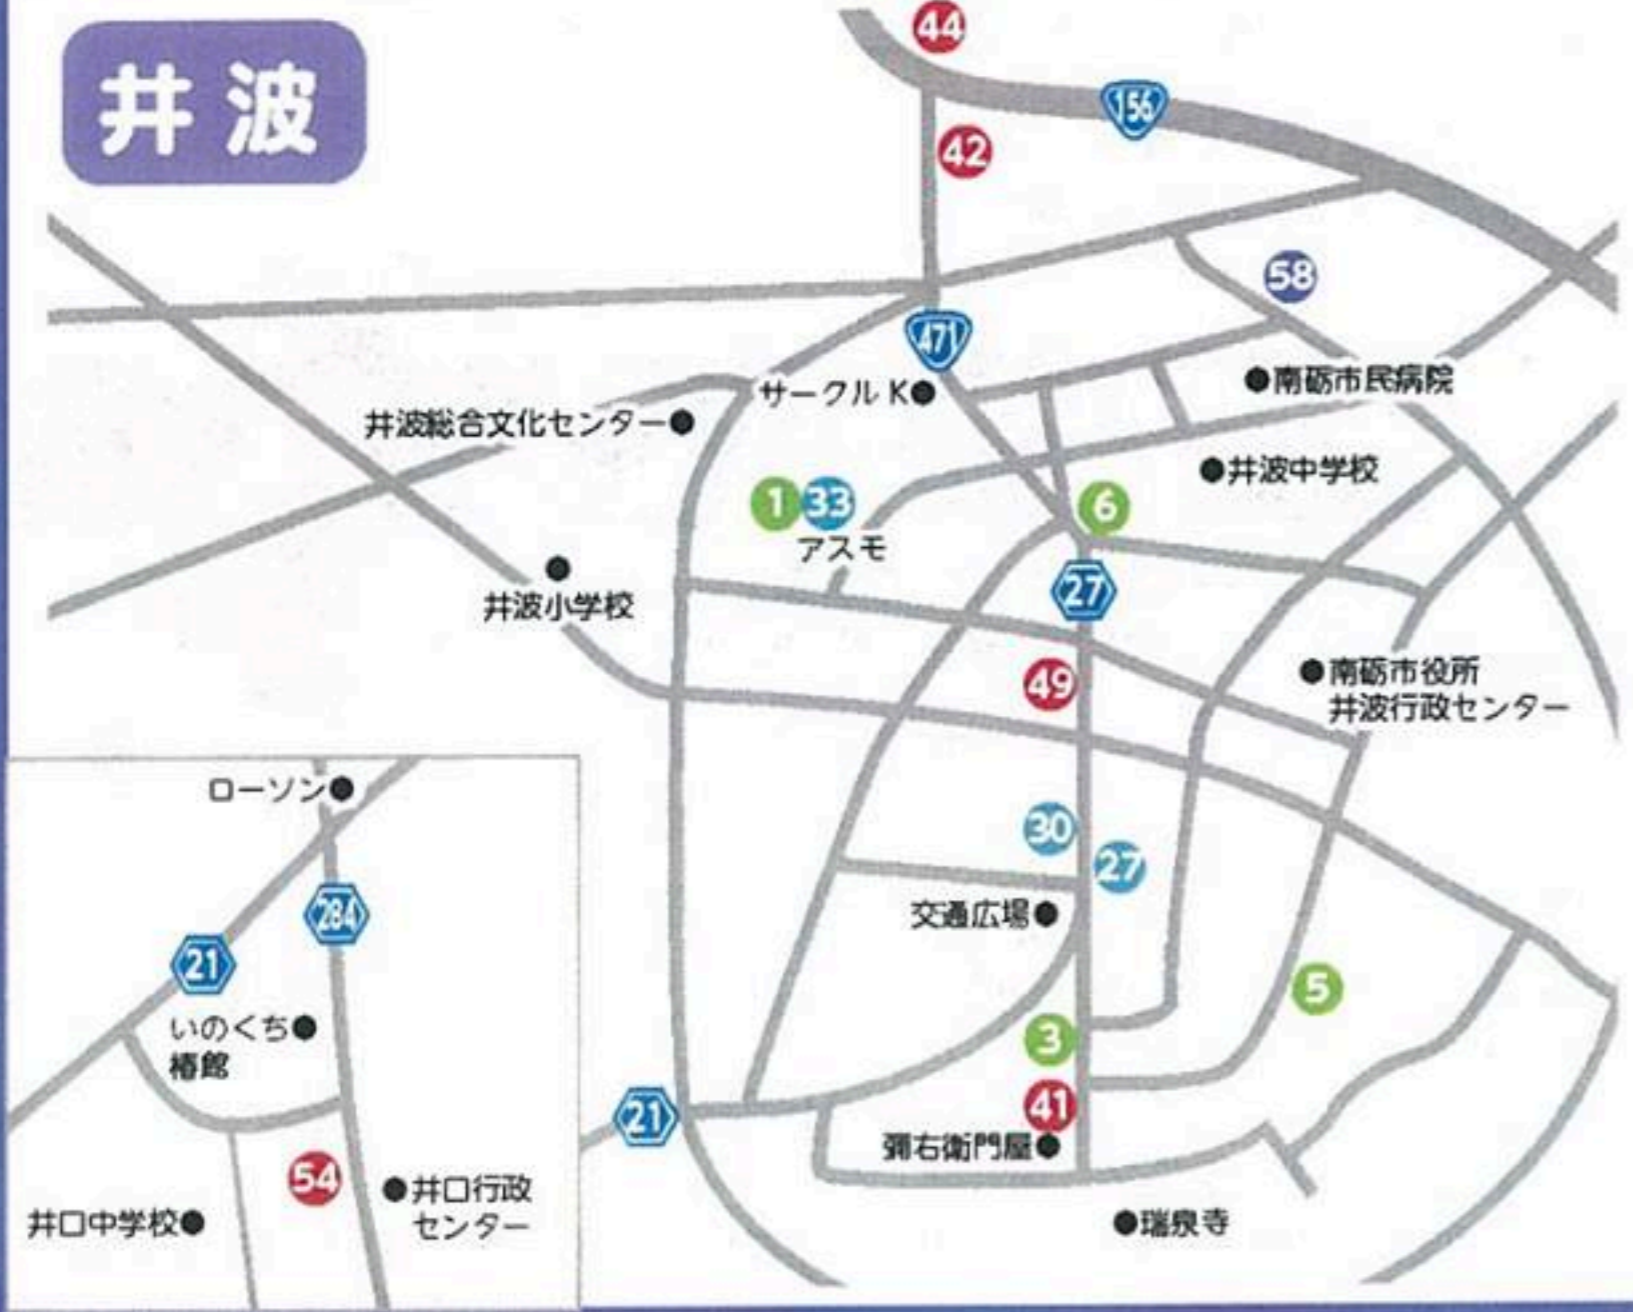 井波
44
156
42
58
471
サークルK
南砺市民病院
井波総合文化センター
井波中学校
1
33
6
アスモ
井波小学校
27
49
南砺市役所
井波行政センター
ローソン
30
27
284
交通広場
21
5
いのくち
椿館
3
41
21
彌右衛門屋
54
井口行政
センター
井口中学校
瑞泉寺